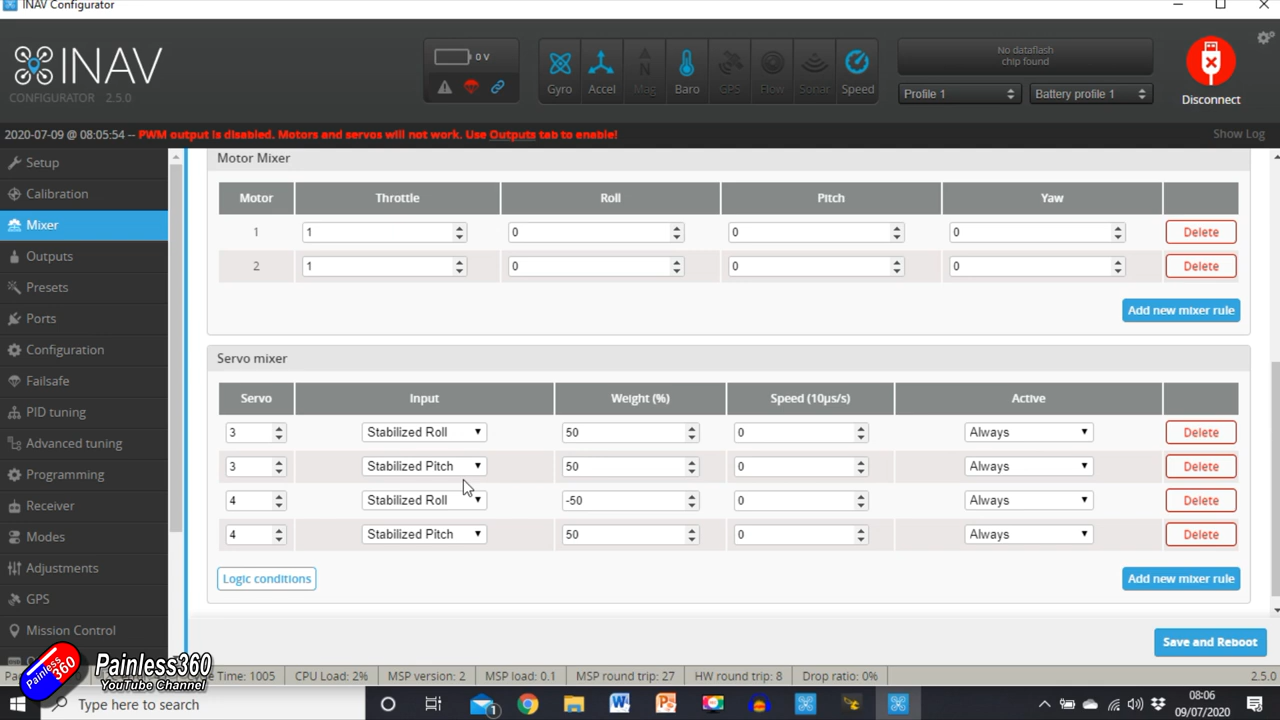 INAV Configurator
INAV
CONFIGURATOR 2.5.0
0 V
Gyro Accel Mag Baro GPS Flow Sonar Speed
No dataflash
chip found
Profile 1 Battery profile 1
Disconnect
2020-07-09 @ 08:05:54 -- PWM output is disabled. Motors and servos will not work. Use Outputs tab to enable! Show Log
Setup
Calibration
Mixer
Outputs
Presets
Ports
Configuration
Failsafe
PID tuning
Advanced tuning
Programming
Receiver
Modes
Adjustments
GPS
Mission Control
Motor Mixer
Motor Throttle Roll Pitch Yaw
1 1 0 0 0 Delete
2 1 0 0 0 Delete
Add new mixer rule
Servo mixer
Servo Input Weight (%) Speed (10µs/s) Active
3 Stabilized Roll 50 0 Always Delete
3 Stabilized Pitch 50 0 Always Delete
4 Stabilized Roll -50 0 Always Delete
4 Stabilized Pitch 50 0 Always Delete
Logic conditions Add new mixer rule
Save and Reboot
Painless360
Painless360
YouTube Channel
Time: 1005 CPU Load: 2% MSP version: 2 MSP load: 0.1 MSP round trip: 27 HW round trip: 8 Drop ratio: 0% 2.5.0
Type here to search
1
08:06
09/07/2020